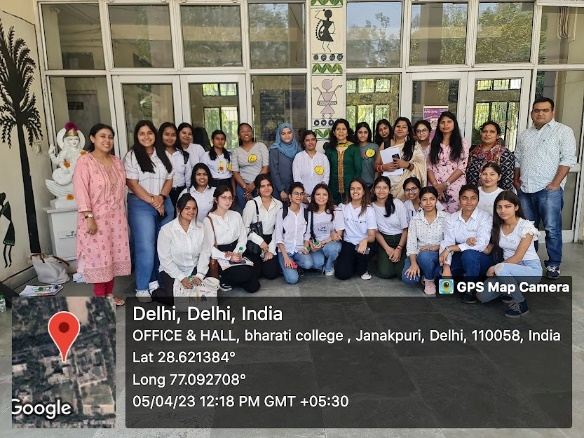 GPS Map Camera
Delhi, Delhi, India
OFFICE & HALL, bharati college , Janakpuri, Delhi, 110058, India
Lat 28.621384°
Long 77.092708°
05/04/23 12:18 PM GMT +05:30
Google